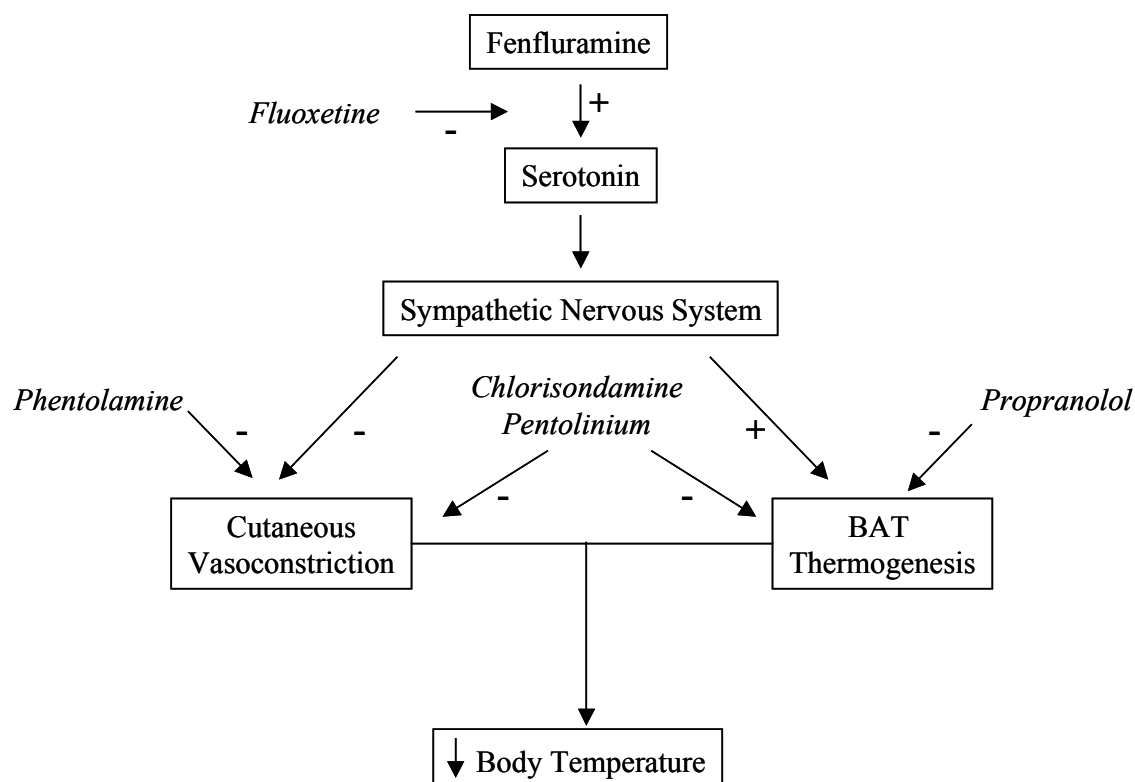 Fenfluramine
Fluoxetine
+
-
Serotonin
Sympathetic Nervous System
Phentolamine
Chlorisondamine
Pentolinium
Propranolol
-
-
+
-
-
-
Cutaneous
Vasoconstriction
BAT
Thermogenesis
↓ Body Temperature